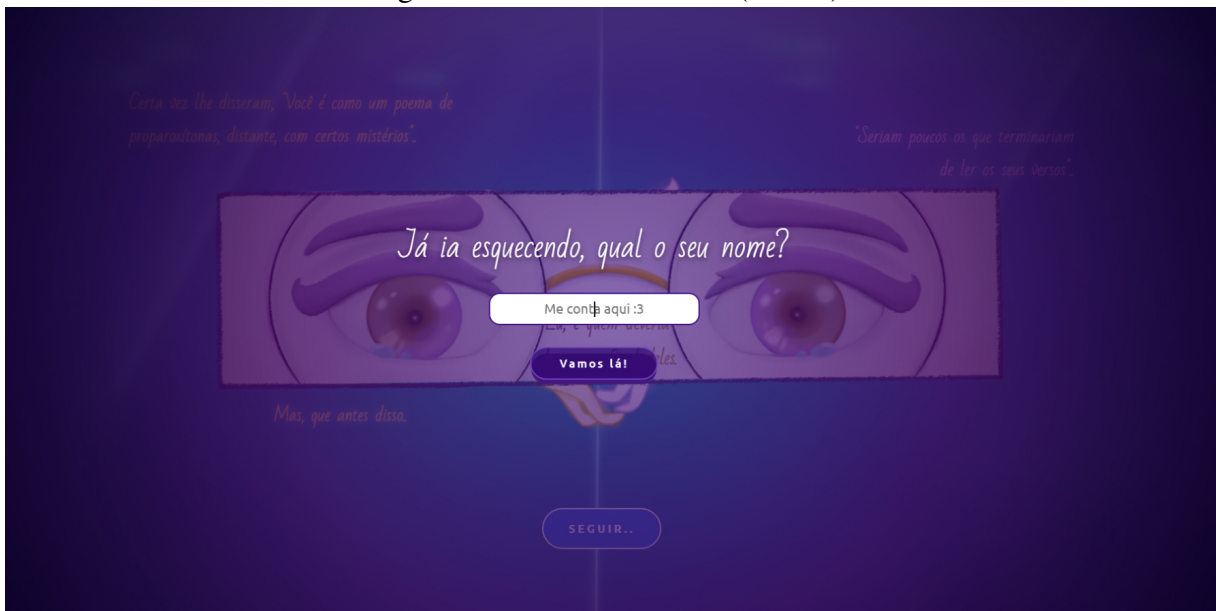 Certa vez lhe disseram, "Você é como um poema de
proparoxítonas, distante, com certos mistérios"..
"Seriam poucos os que terminariam
de ler os seus versos"..
Já ia esquecendo, qual o seu nome?
Me conta aqui :3
Vamos lá!
Mas, que antes disso..
SEGUIR..